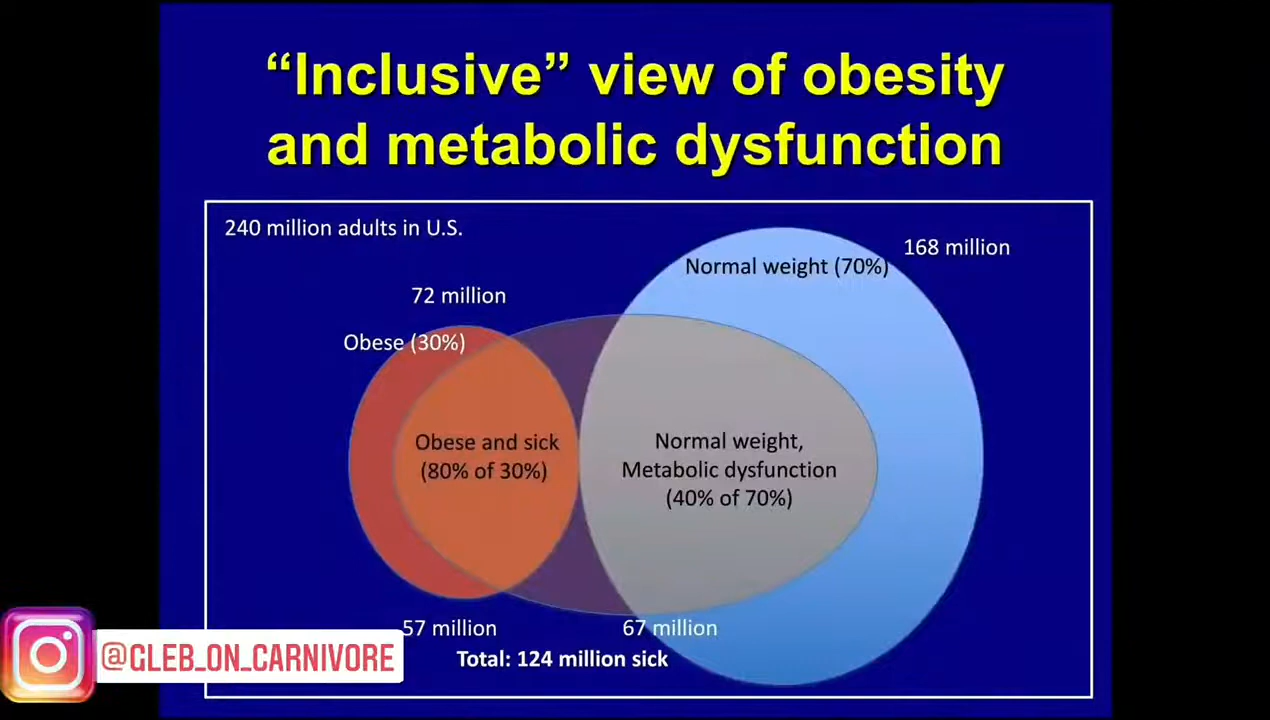 “Inclusive” view of obesity
and metabolic dysfunction
240 million adults in U.S.
168 million
Normal weight (70%)
72 million
Obese (30%)
Obese and sick
(80% of 30%)
Normal weight,
Metabolic dysfunction
(40% of 70%)
57 million
67 million
Total: 124 million sick
@GLEB_ON_CARNIVORE